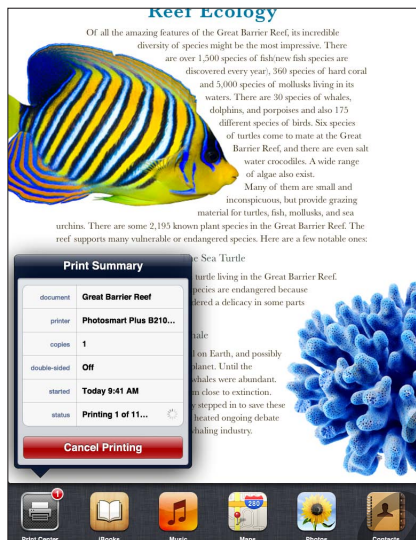 Reef Ecology
Of all the amazing features of the Great Barrier Reef, its incredible
diversity of species might be the most impressive. There
are over 1,500 species of fish(new fish species are
discovered every year), 360 species of hard coral
and 5,000 species of mollusks living in its
waters. There are 30 species of whales,
dolphins, and porpoises and also 175
different species of birds. Six species
of turtles come to mate at the Great
Barrier Reef, and there are even salt
water crocodiles. A wide range
of algae also exist.
Many of them are small and
inconspicuous, but provide grazing
material for turtles, fish, mollusks, and sea
urchins. There are some 2,195 known plant species in the Great Barrier Reef. The
reef supports many vulnerable or endangered species. Here are a few notable ones:
The Sea Turtle
turtle living in the Great Barrier Reef.
species are endangered because
dered a delicacy in some parts
hale
on Earth, and possibly
planet. Until the
whales were abundant.
m close to extinction.
stepped in to save these
heated ongoing debate
whaling industry.
Print Summary
document Great Barrier Reef
printer Photosmart Plus B210...
copies 1
double-sided Off
started Today 9:41 AM
status Printing 1 of 11...
Cancel Printing
1
280
Print Center iBooks Music Maps Photos Contacts